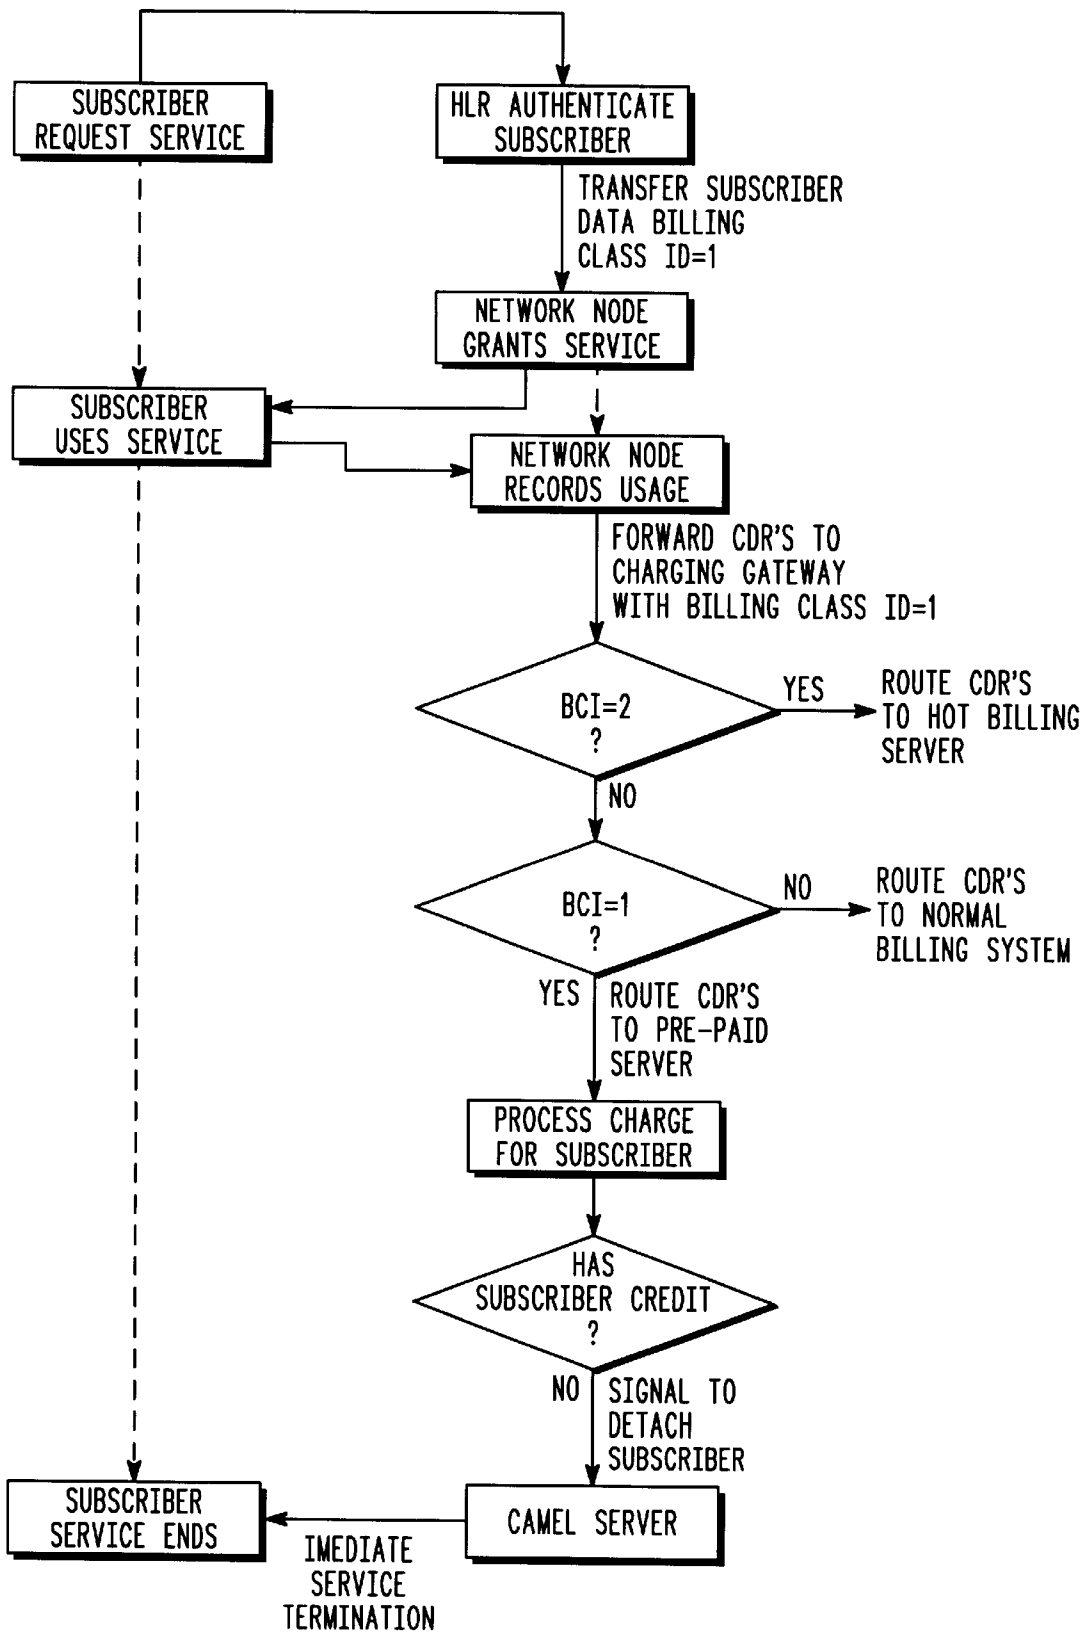 SUBSCRIBER
REQUEST SERVICE
HLR AUTHENTICATE
SUBSCRIBER
TRANSFER SUBSCRIBER
DATA BILLING
CLASS ID=1
NETWORK NODE
GRANTS SERVICE
SUBSCRIBER
USES SERVICE
NETWORK NODE
RECORDS USAGE
FORWARD CDR'S TO
CHARGING GATEWAY
WITH BILLING CLASS ID=1
BCI=2
?
YES
ROUTE CDR'S
TO HOT BILLING
SERVER
NO
BCI=1
?
NO
ROUTE CDR'S
TO NORMAL
BILLING SYSTEM
YES
ROUTE CDR'S
TO PRE-PAID
SERVER
PROCESS CHARGE
FOR SUBSCRIBER
HAS
SUBSCRIBER CREDIT
?
NO
SIGNAL TO
DETACH
SUBSCRIBER
SUBSCRIBER
SERVICE ENDS
CAMEL SERVER
IMEDIATE
SERVICE
TERMINATION